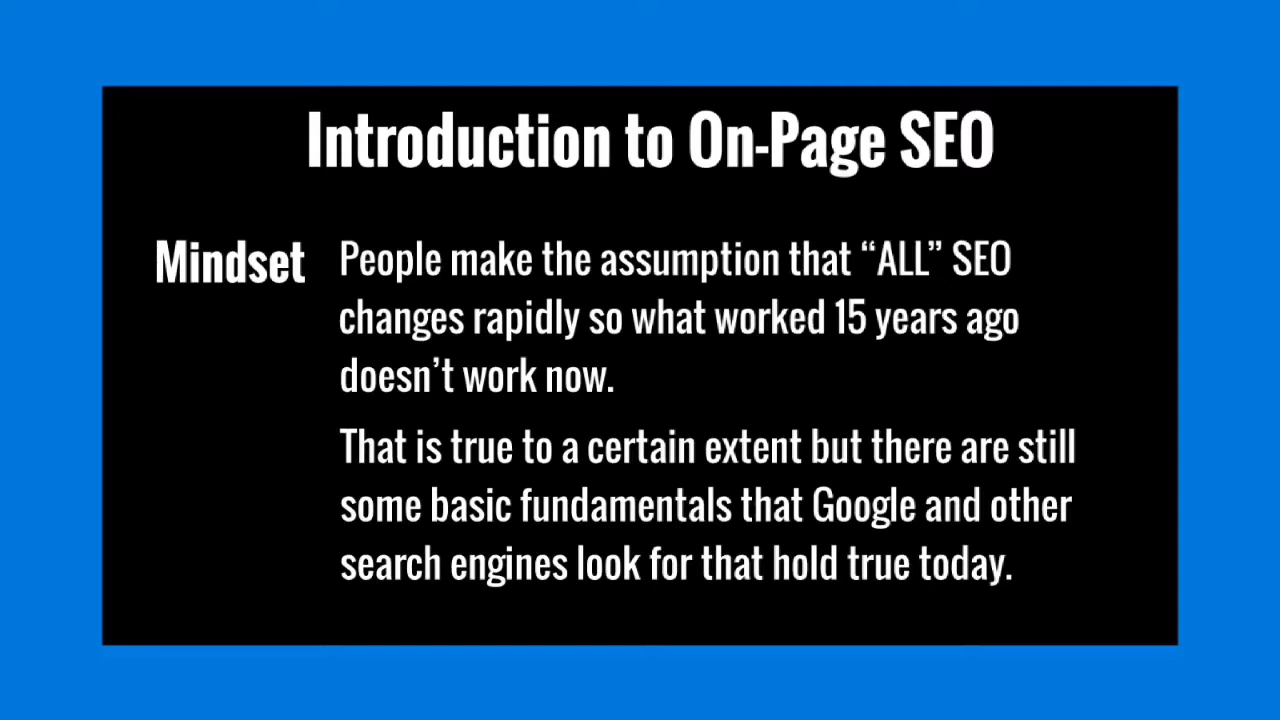 Introduction to On-Page SEO
Mindset
People make the assumption that “ALL” SEO
changes rapidly so what worked 15 years ago
doesn’t work now.
That is true to a certain extent but there are still
some basic fundamentals that Google and other
search engines look for that hold true today.